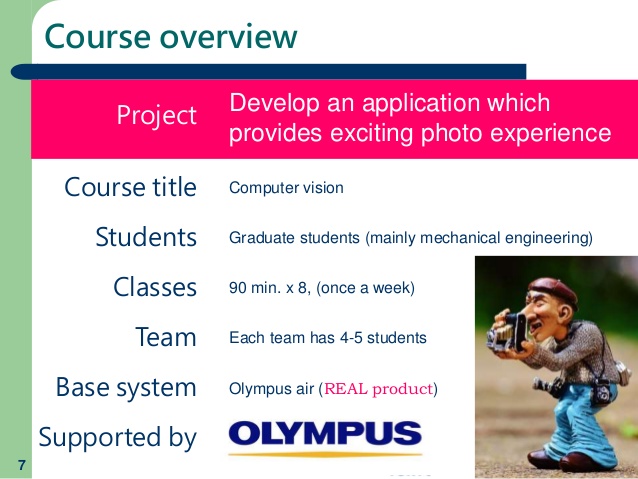 Course overview
Project
Develop an application which
provides exciting photo experience
Course title
Computer vision
Students
Graduate students (mainly mechanical engineering)
Classes
90 min. x 8, (once a week)
Team
Each team has 4-5 students
Base system
Olympus air (REAL product)
Supported by
OLYMPUS
7